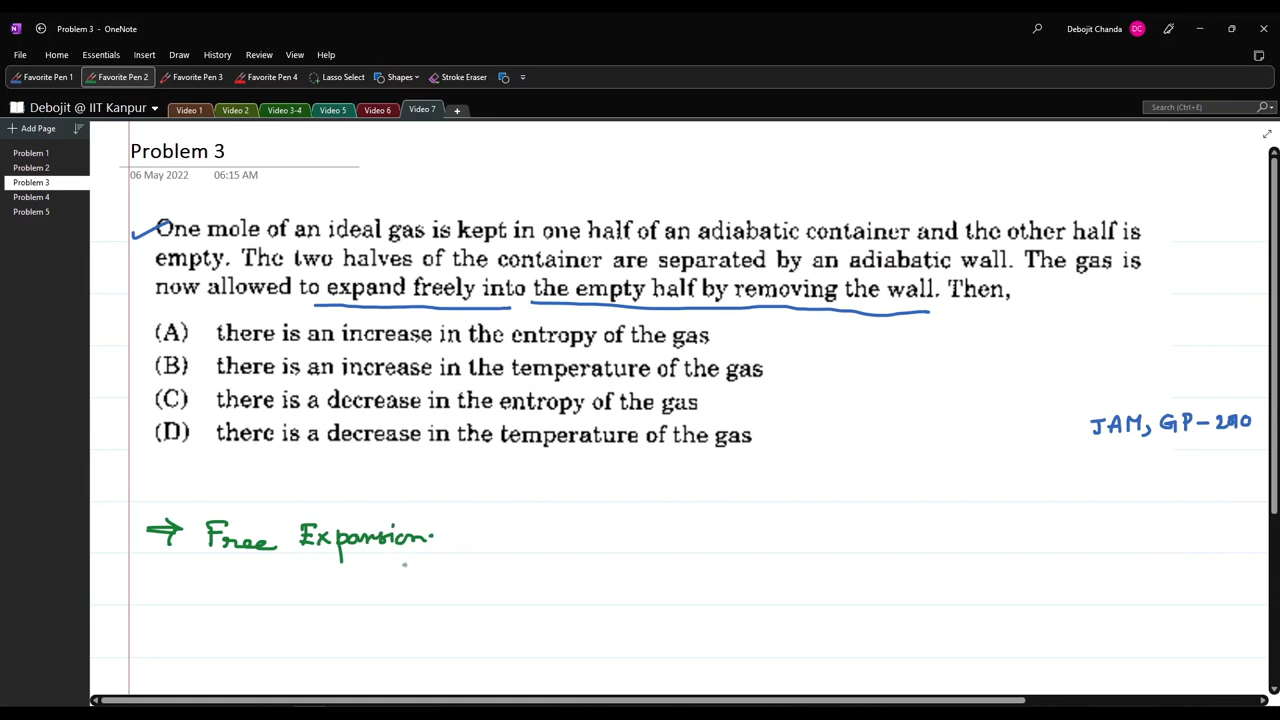 Problem 3 - OneNote
Debojit Chanda DC
File Home Essentials Insert Draw History Review View Help
Favorite Pen 1 Favorite Pen 2 Favorite Pen 3 Favorite Pen 4 Lasso Select Shapes Stroke Eraser
Debojit @ IIT Kanpur Video 1 Video 2 Video 3-4 Video 5 Video 6 Video 7 + Search (Ctrl+E)
+ Add Page
Problem 1
Problem 2
Problem 3
Problem 4
Problem 5
Problem 3
06 May 2022 06:15 AM
One mole of an ideal gas is kept in one half of an adiabatic container and the other half is
empty. The two halves of the container are separated by an adiabatic wall. The gas is
now allowed to expand freely into the empty half by removing the wall. Then,
(A) there is an increase in the entropy of the gas
(B) there is an increase in the temperature of the gas
(C) there is a decrease in the entropy of the gas
(D) there is a decrease in the temperature of the gas
JAM, GP-
⇒ Free Expansion.